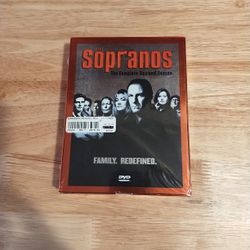 Sopranos
The Complete Second Season
FAMILY. REDEFINED.
DVD